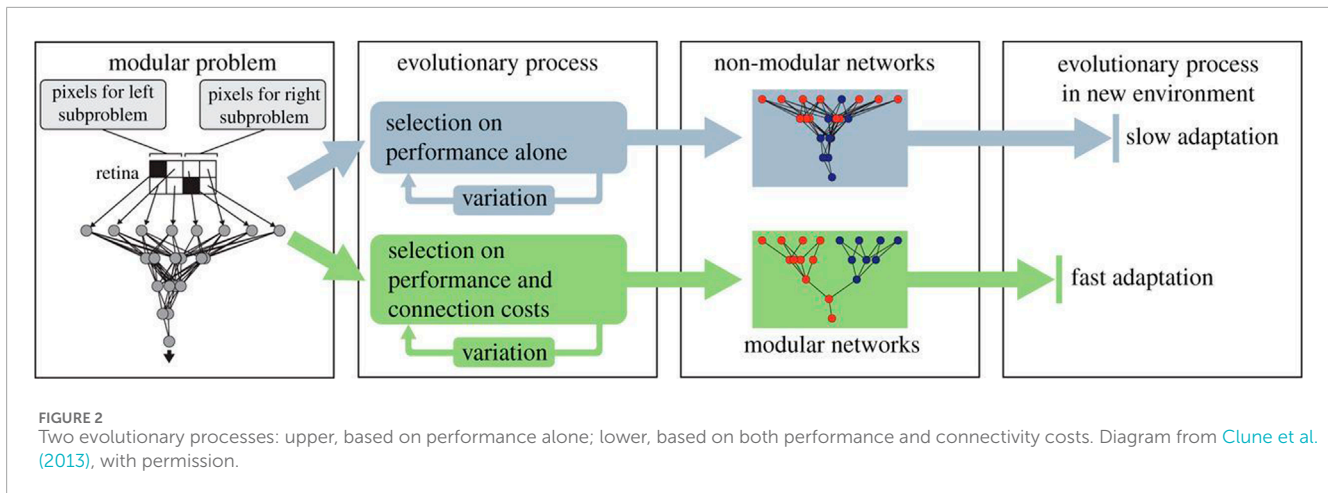 modular problem
pixels for left
subproblem
pixels for right
subproblem
retina
evolutionary process
selection on
performance alone
variation
selection on
performance and
connection costs
variation
non-modular networks
modular networks
evolutionary process
in new environment
slow adaptation
fast adaptation
FIGURE 2
Two evolutionary processes: upper, based on performance alone; lower, based on both performance and connectivity costs. Diagram from Clune et al.
(2013), with permission.